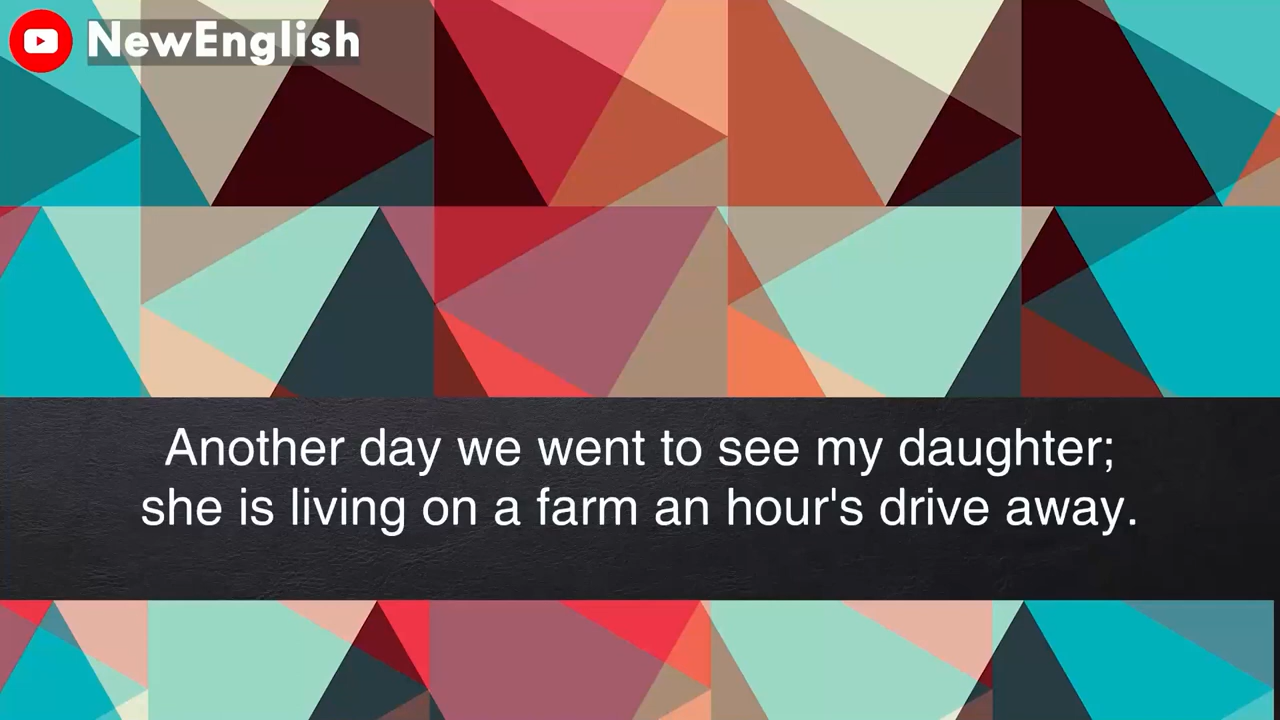 NewEnglish
Another day we went to see my daughter;
she is living on a farm an hour's drive away.